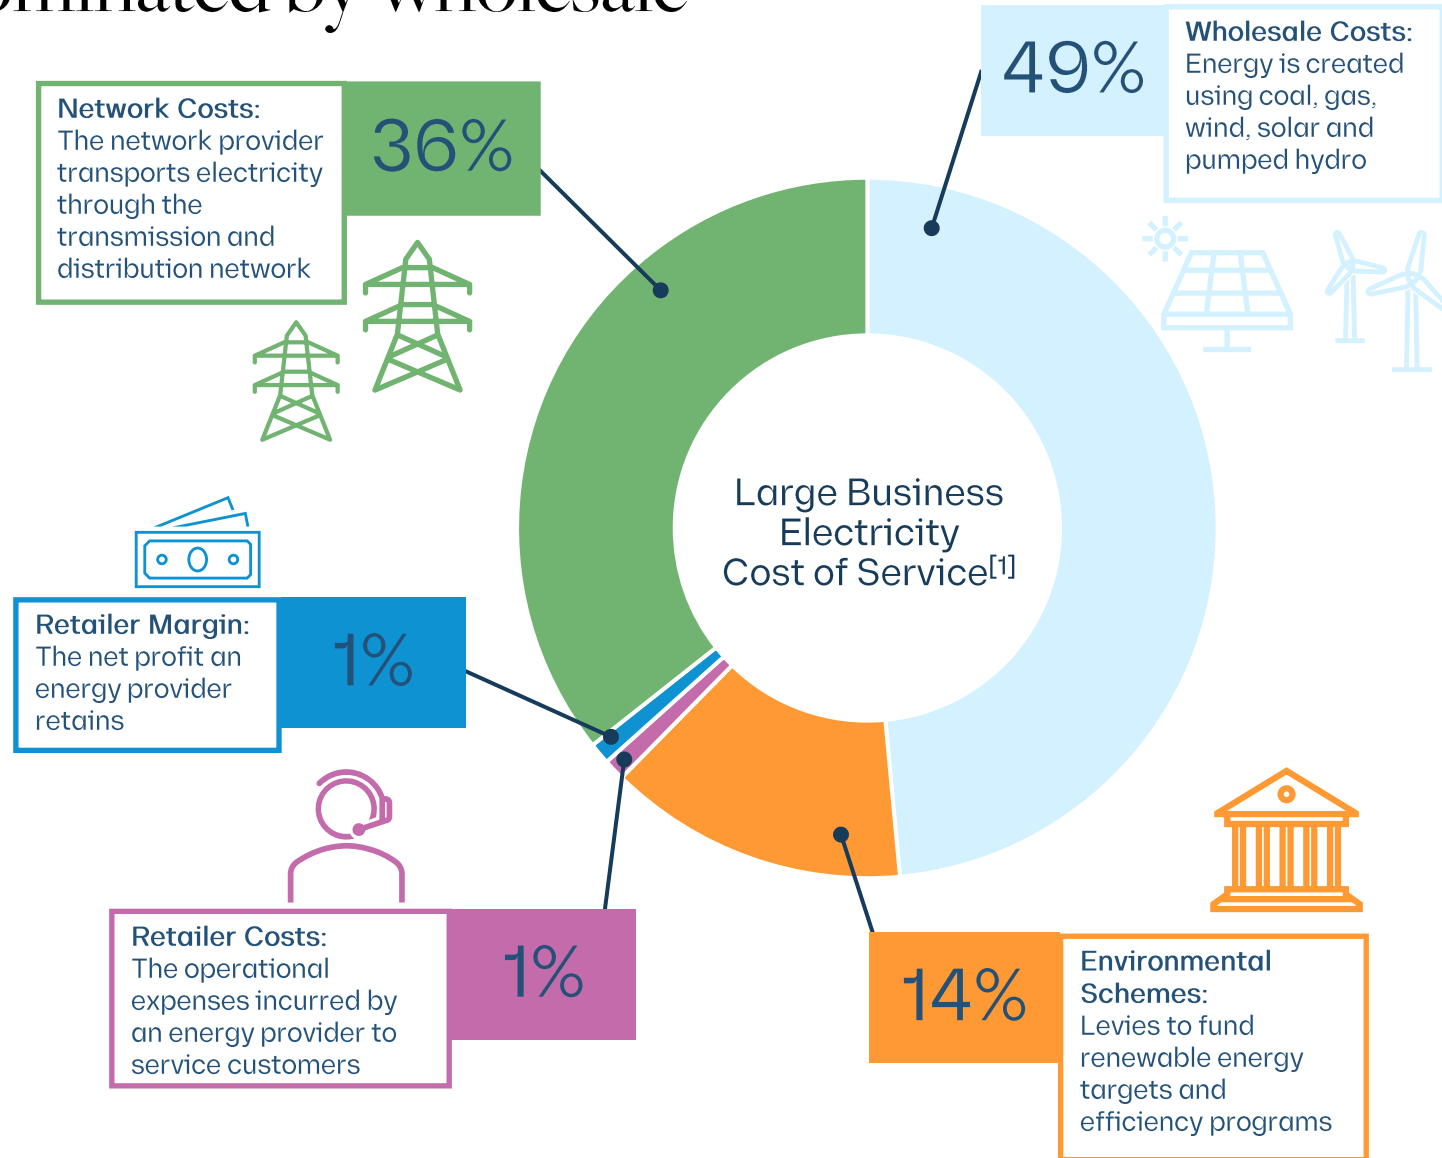 by wholesale
49%
Wholesale Costs:
Energy is created
using coal, gas,
wind, solar and
pumped hydro
Network Costs:
The network provider
transports electricity
through the
transmission and
distribution network
36%
Large Business
Electricity
Cost of Service[1]
Retailer Margin:
The net profit an
energy provider
retains
1%
Retailer Costs:
The operational
expenses incurred by
an energy provider to
service customers
1%
14%
Environmental
Schemes:
Levies to fund
renewable energy
targets and
efficiency programs